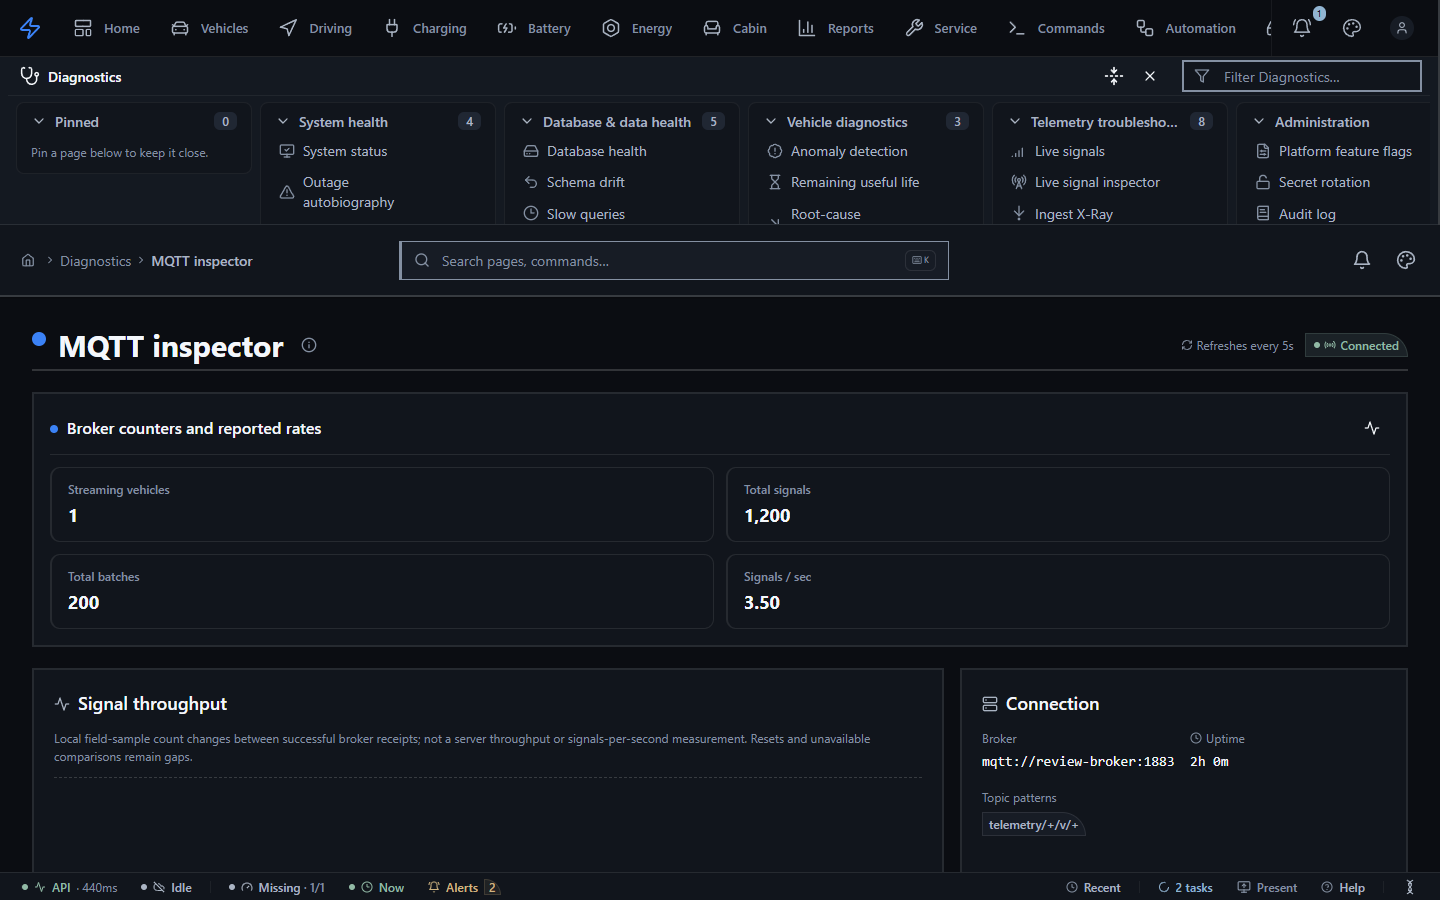 Home Vehicles Driving Charging Battery Energy Cabin Reports Service Commands Automation 1
Diagnostics Filter Diagnostics...
Pinned 0
Pin a page below to keep it close.
System health 4
System status
Outage
autobiography
Database & data health 5
Database health
Schema drift
Slow queries
Vehicle diagnostics 3
Anomaly detection
Remaining useful life
Root-cause
Telemetry troublesho... 8
Live signals
Live signal inspector
Ingest X-Ray
Administration
Platform feature flags
Secret rotation
Audit log
Diagnostics MQTT inspector Search pages, commands... K
MQTT inspector Refreshes every 5s Connected
Broker counters and reported rates
Streaming vehicles
1
Total signals
1,200
Total batches
200
Signals / sec
3.50
Signal throughput
Local field-sample count changes between successful broker receipts; not a server throughput or signals-per-second measurement. Resets and unavailable
comparisons remain gaps.
Connection
Broker
mqtt://review-broker:1883
Uptime
2h 0m
Topic patterns
telemetry/+/v/+
API · 440ms Idle Missing · 1/1 Now Alerts 2 Recent 2 tasks Present Help